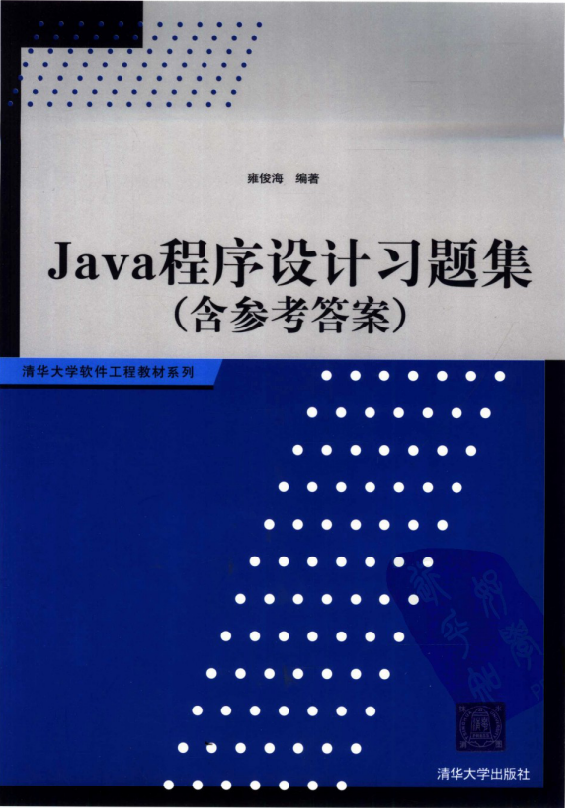 雍俊海 编著
Java程序设计习题集
(含参考答案)
清华大学软件工程教材系列
清华大学出版社